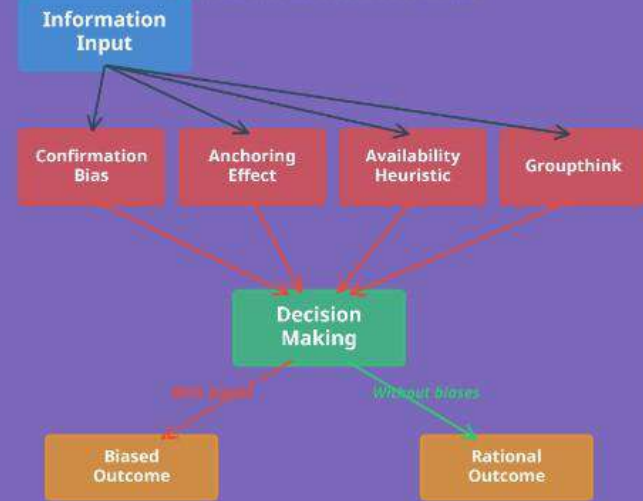 Information
Input
Confirmation
Bias
Anchoring
Effect
Availability
Heuristic
Groupthink
Decision
Making
Without biases
Biased
Outcome
Rational
Outcome